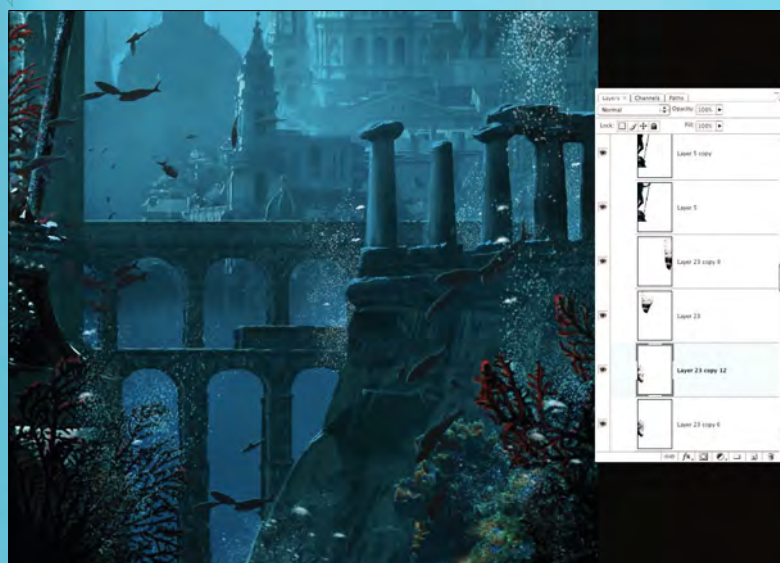 Layers × Channels Paths
Normal Opacity: 100%
Lock: Fill: 100%
Layer 5 copy
Layer 5
Layer 23 copy 9
Layer 23
Layer 23 copy 12
Layer 23 copy 6